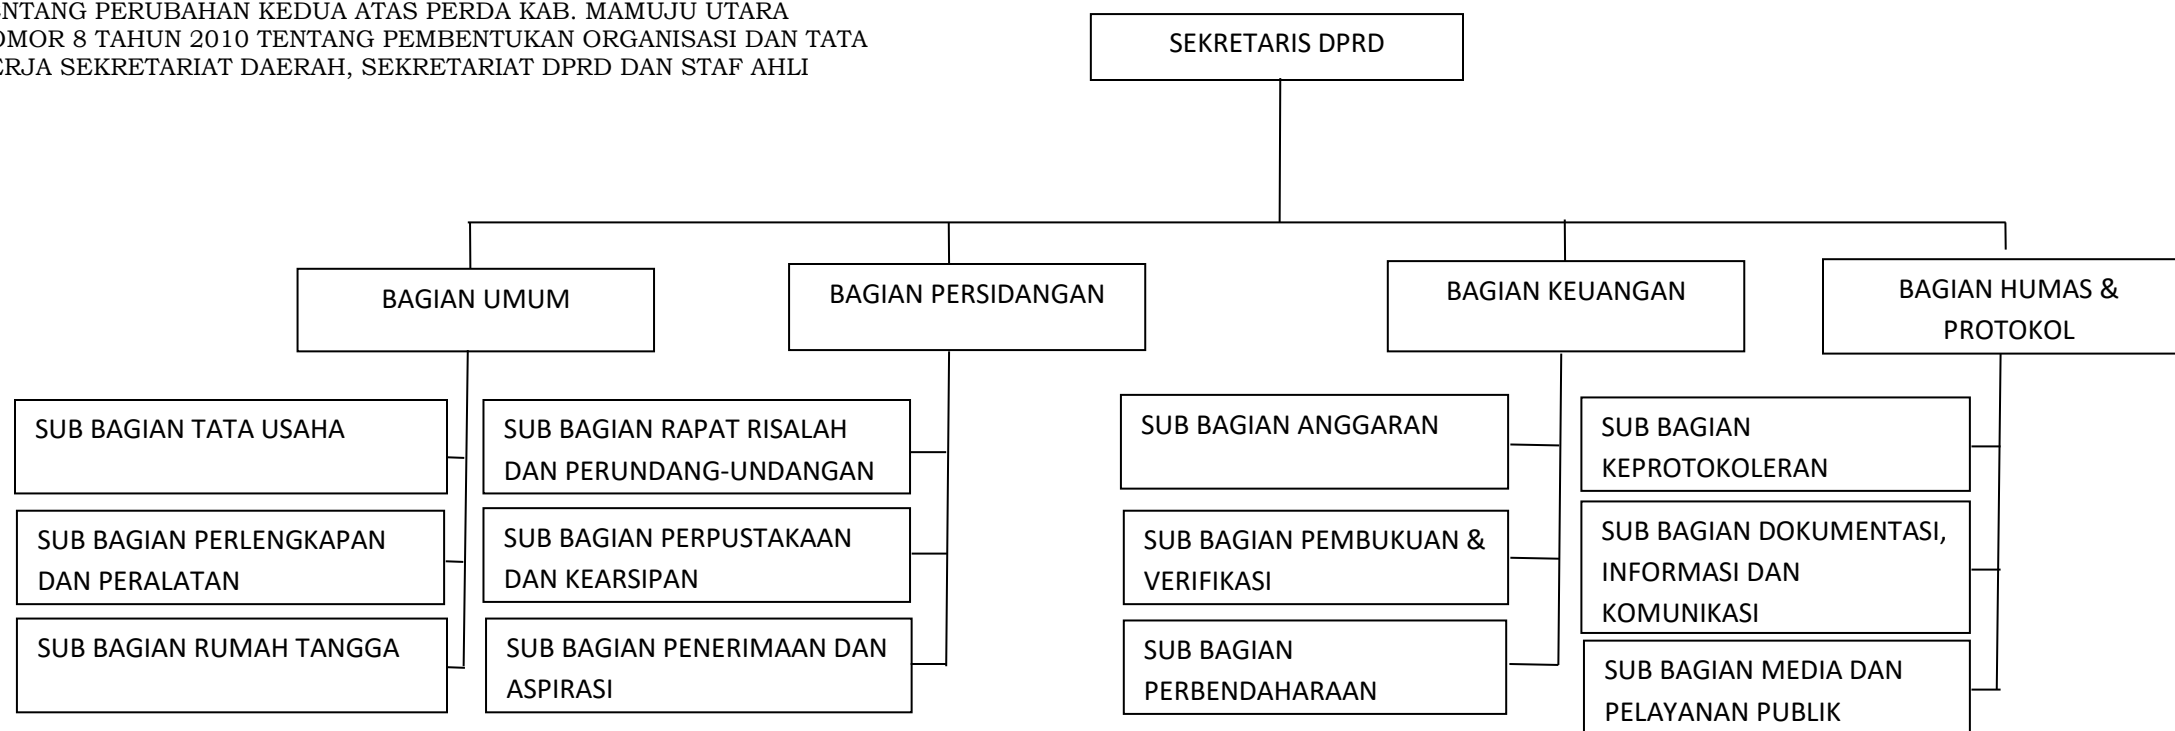 TENTANG PERUBAHAN KEDUA ATAS PERDA KAB. MAMUJU UTARA
NOMOR 8 TAHUN 2010 TENTANG PEMBENTUKAN ORGANISASI DAN TATA
KERJA SEKRETARIAT DAERAH, SEKRETARIAT DPRD DAN STAF AHLI
SEKRETARIS DPRD
BAGIAN UMUM
BAGIAN PERSIDANGAN
BAGIAN KEUANGAN
BAGIAN HUMAS &
PROTOKOL
SUB BAGIAN TATA USAHA
SUB BAGIAN PERLENGKAPAN
DAN PERALATAN
SUB BAGIAN RUMAH TANGGA
SUB BAGIAN RAPAT RISALAH
DAN PERUNDANG-UNDANGAN
SUB BAGIAN PERPUSTAKAAN
DAN KEARSIPAN
SUB BAGIAN PENERIMAAN DAN
ASPIRASI
SUB BAGIAN ANGGARAN
SUB BAGIAN PEMBUKUAN &
VERIFIKASI
SUB BAGIAN
PERBENDAHARAAN
SUB BAGIAN
KEPROTOKOLERAN
SUB BAGIAN DOKUMENTASI,
INFORMASI DAN
KOMUNIKASI
SUB BAGIAN MEDIA DAN
PELAYANAN PUBLIK